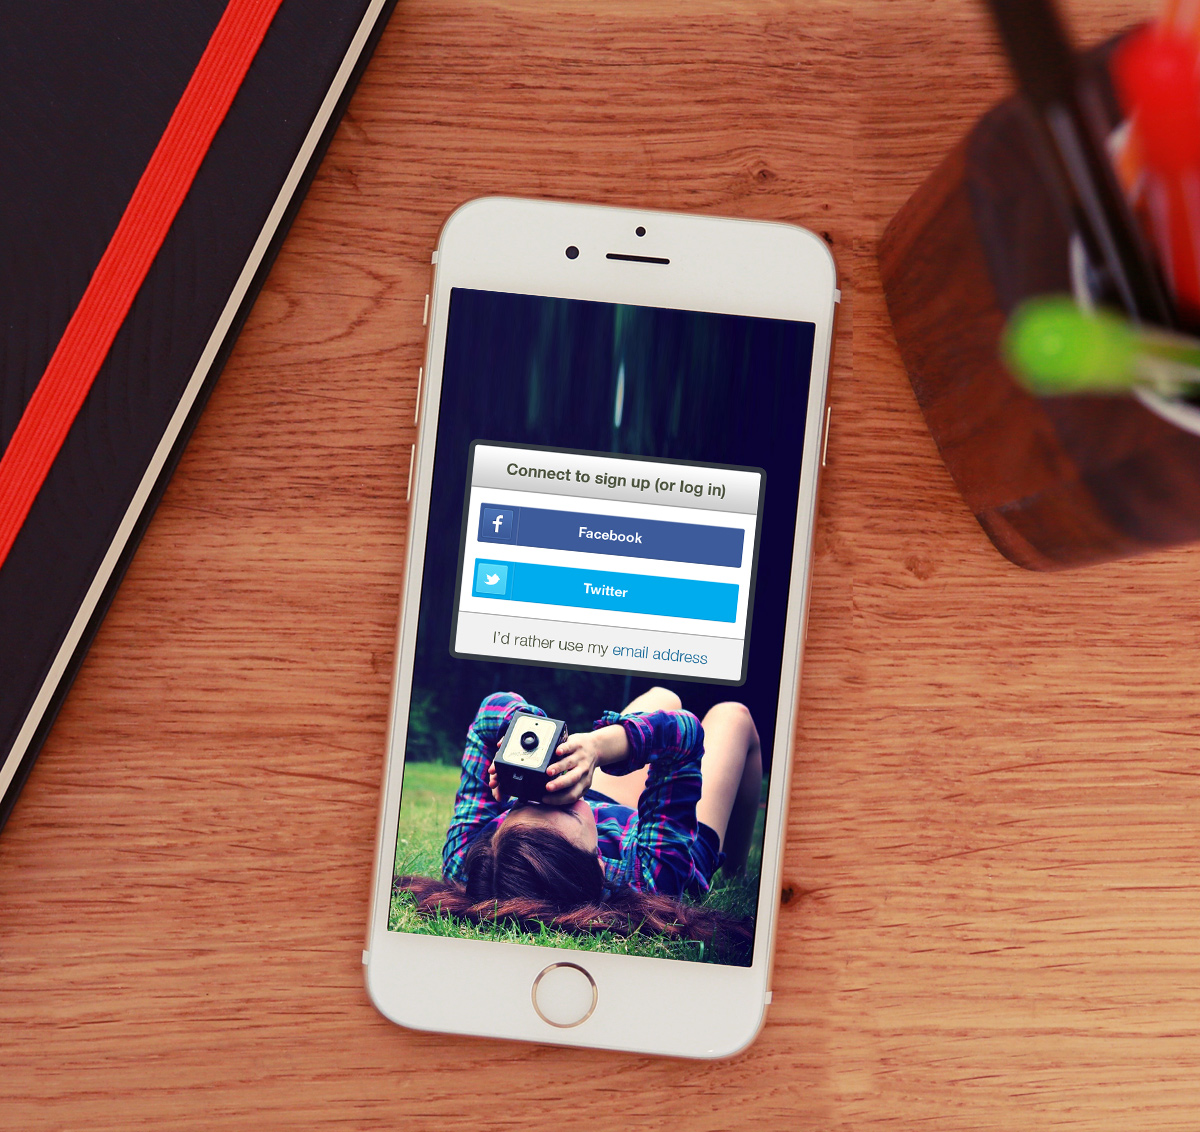 Connect to sign up (or log in)
Facebook
Twitter
I'd rather use my email address